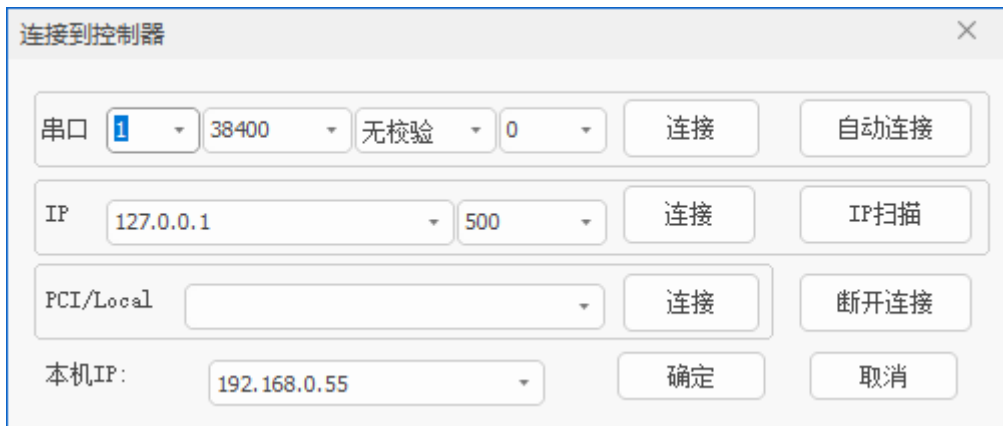 连接到控制器
串口 1 38400 无校验 0 连接 自动连接
IP 127.0.0.1 500 连接 IP扫描
PCI/Local 连接 断开连接
本机IP: 192.168.0.55 确定 取消